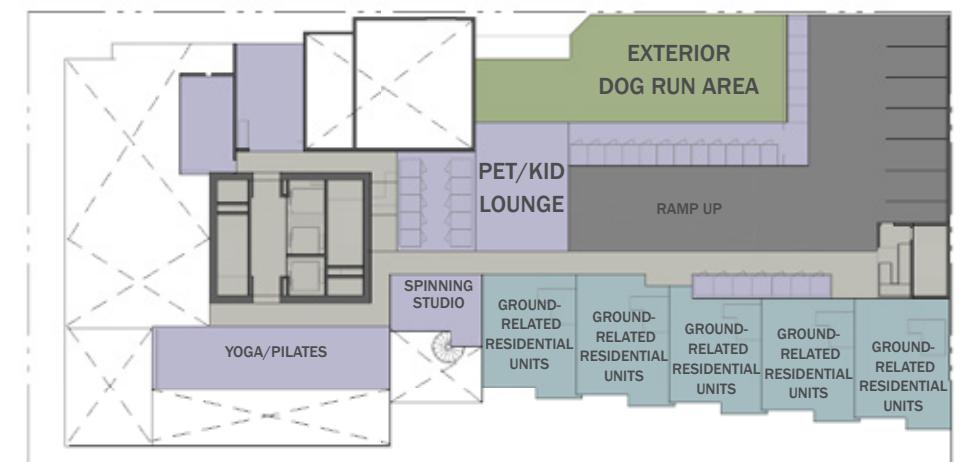 EXTERIOR
DOG RUN AREA
PET/KID
LOUNGE
RAMP UP
SPINNING
STUDIO
YOGA/PILATES
GROUND-
RELATED
RESIDENTIAL
UNITS
GROUND-
RELATED
RESIDENTIAL
UNITS
GROUND-
RELATED
RESIDENTIAL
UNITS
GROUND-
RELATED
RESIDENTIAL
UNITS
GROUND-
RELATED
RESIDENTIAL
UNITS